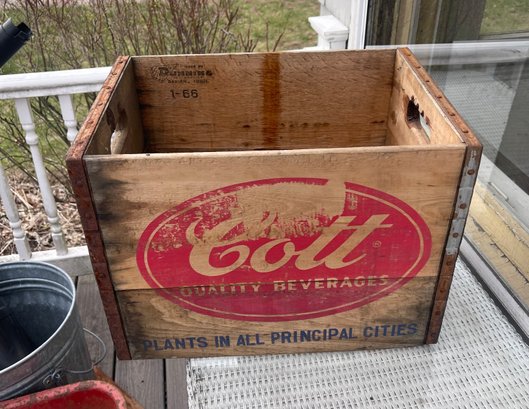 1-66
Cott®
QUALITY BEVERAGES
PLANTS IN ALL PRINCIPAL CITIES